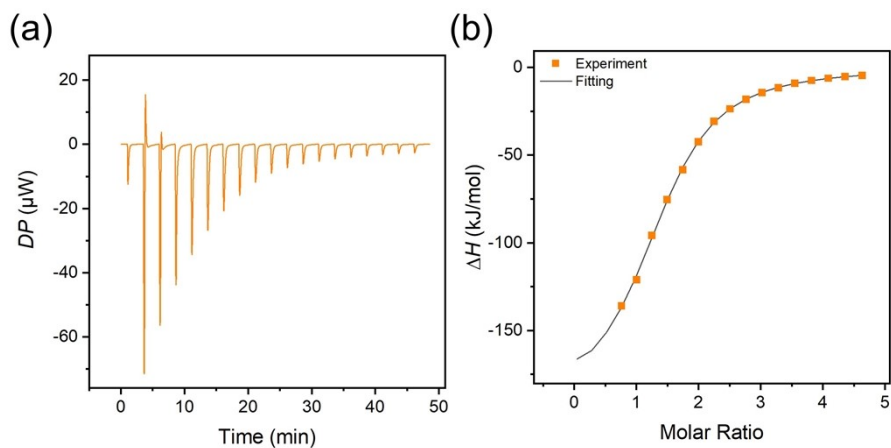 (a)
20
0
-20
-40
-60
DP (µW)
0 10 20 30 40 50
Time (min)
(b)
Experiment
Fitting
0
-50
-100
-150
ΔH (kJ/mol)
0 1 2 3 4 5
Molar Ratio